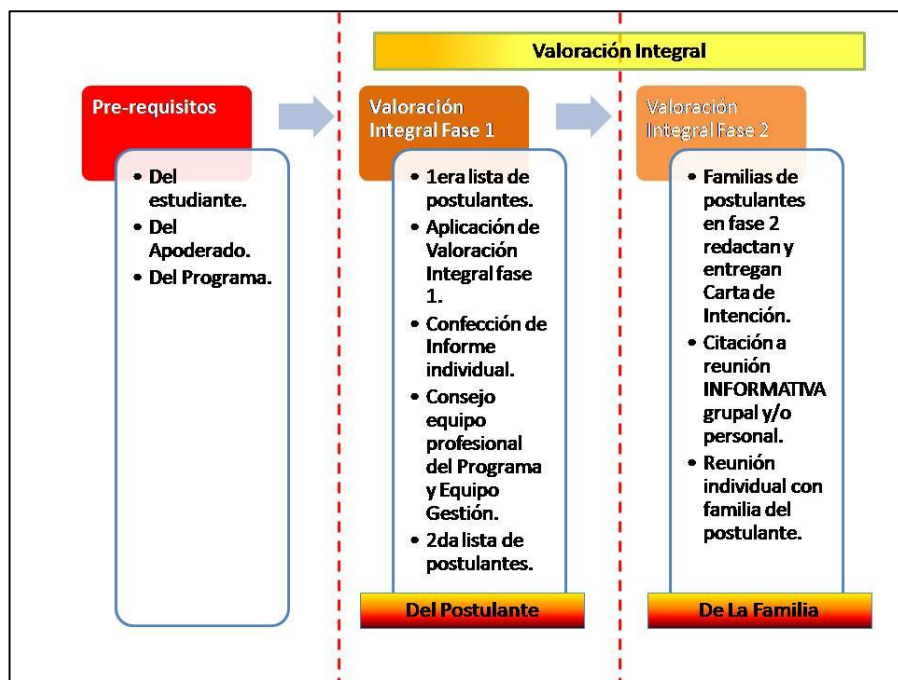 Valoración Integral
Pre-requisitos
• Del
estudiante.
• Del
Apoderado.
• Del Programa.
Valoración
Integral Fase 1
• 1era lista de
postulantes.
• Aplicación de
Valoración
Integral fase
1.
• Confección de
Informe
individual.
• Consejo
equipo
profesional
del Programa
y Equipo
Gestión.
• 2da lista de
postulantes.
Del Postulante
Valoración
Integral Fase 2
• Familias de
postulantes
en fase 2
redactan y
entregan
Carta de
Intención.
• Citación a
reunión
INFORMATIVA
grupal y/o
personal.
• Reunión
individual con
familia del
postulante.
De La Familia